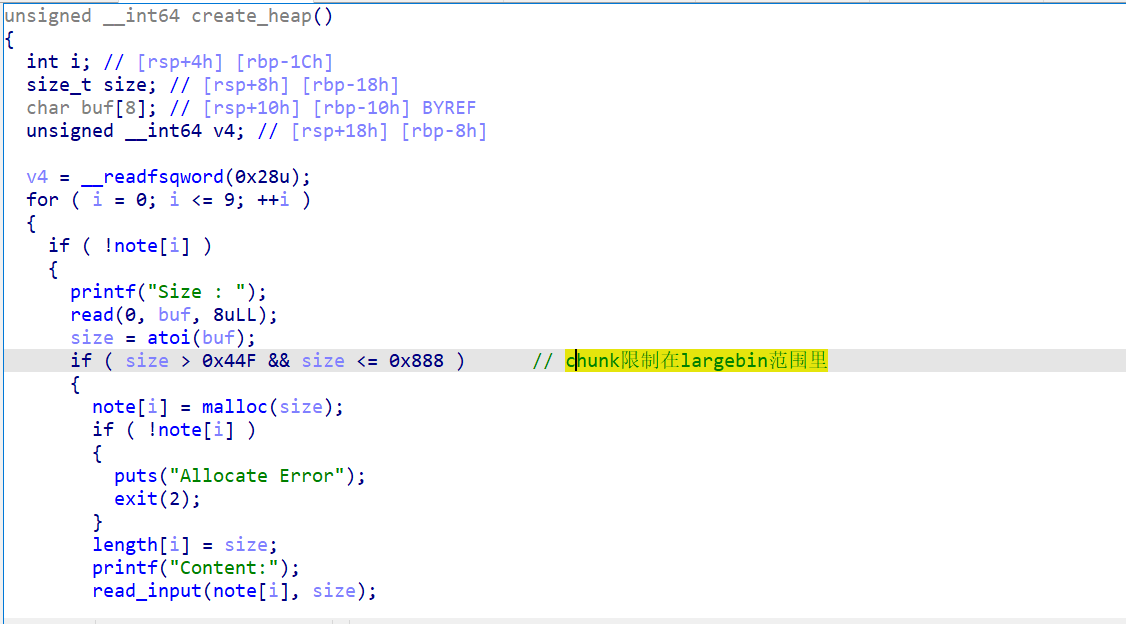 unsigned __int64 create_heap()
{
  int i; // [rsp+4h] [rbp-1Ch]
  size_t size; // [rsp+8h] [rbp-18h]
  char buf[8]; // [rsp+10h] [rbp-10h] BYREF
  unsigned __int64 v4; // [rsp+18h] [rbp-8h]

  v4 = __readfsqword(0x28u);
  for ( i = 0; i <= 9; ++i )
  {
    if ( !note[i] )
    {
      printf("Size : ");
      read(0, buf, 8uLL);
      size = atoi(buf);
      if ( size > 0x44F && size <= 0x888 )      // chunk限制在largebin范围里
      {
        note[i] = malloc(size);
        if ( !note[i] )
        {
          puts("Allocate Error");
          exit(2);
        }
        length[i] = size;
        printf("Content:");
        read_input(note[i], size);